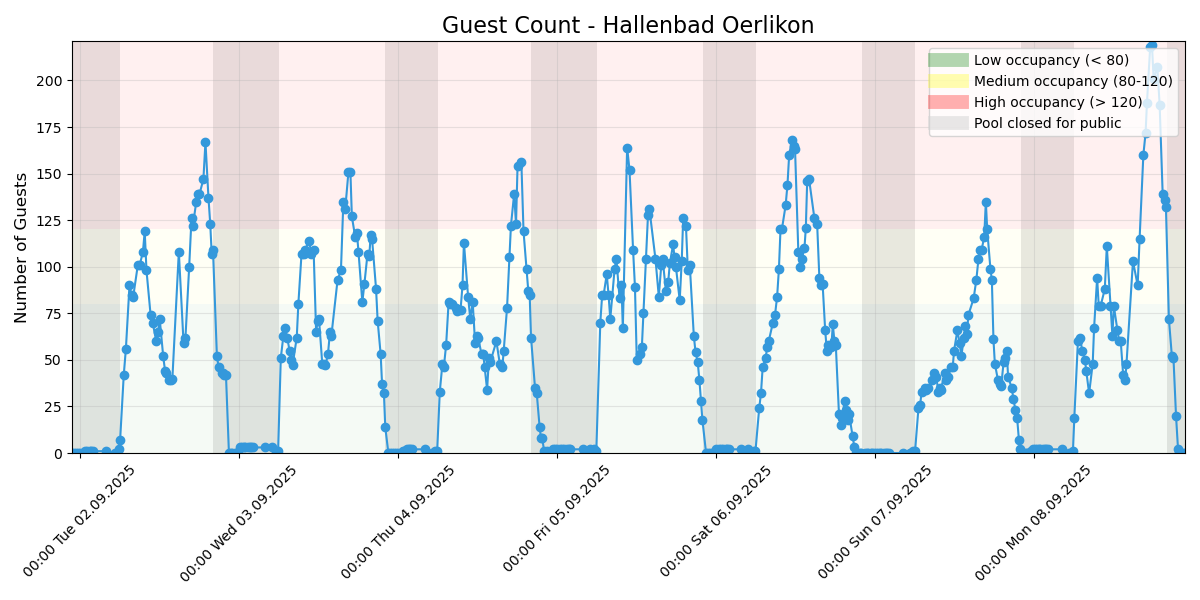 Guest Count - Hallenbad Oerlikon
Number of Guests
200
175
150
125
100
75
50
25
0
Low occupancy (< 80)
Medium occupancy (80-120)
High occupancy (> 120)
Pool closed for public
00:00 Tue 02.09.2025
00:00 Wed 03.09.2025
00:00 Thu 04.09.2025
00:00 Fri 05.09.2025
00:00 Sat 06.09.2025
00:00 Sun 07.09.2025
00:00 Mon 08.09.2025